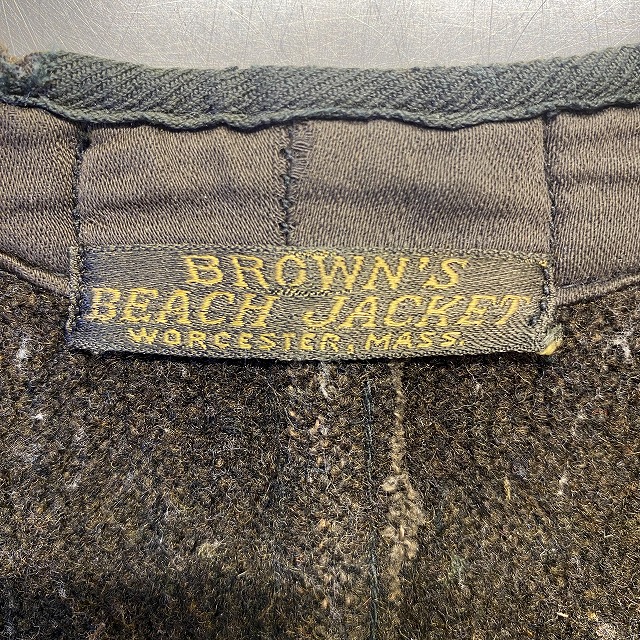 BROWN'S
BEACH JACKET
WORCESTER, MASS.